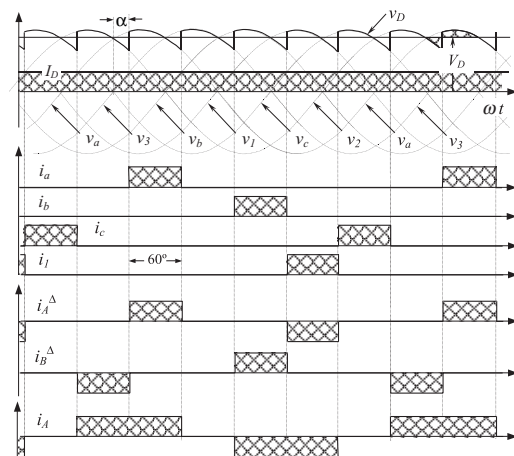 α
v_D
I_D
V_D
ωt
v_a v_3 v_b v_1 v_c v_2 v_a v_3
i_a
i_b
i_c
i_1
60º
i_A^Δ
i_B^Δ
i_A